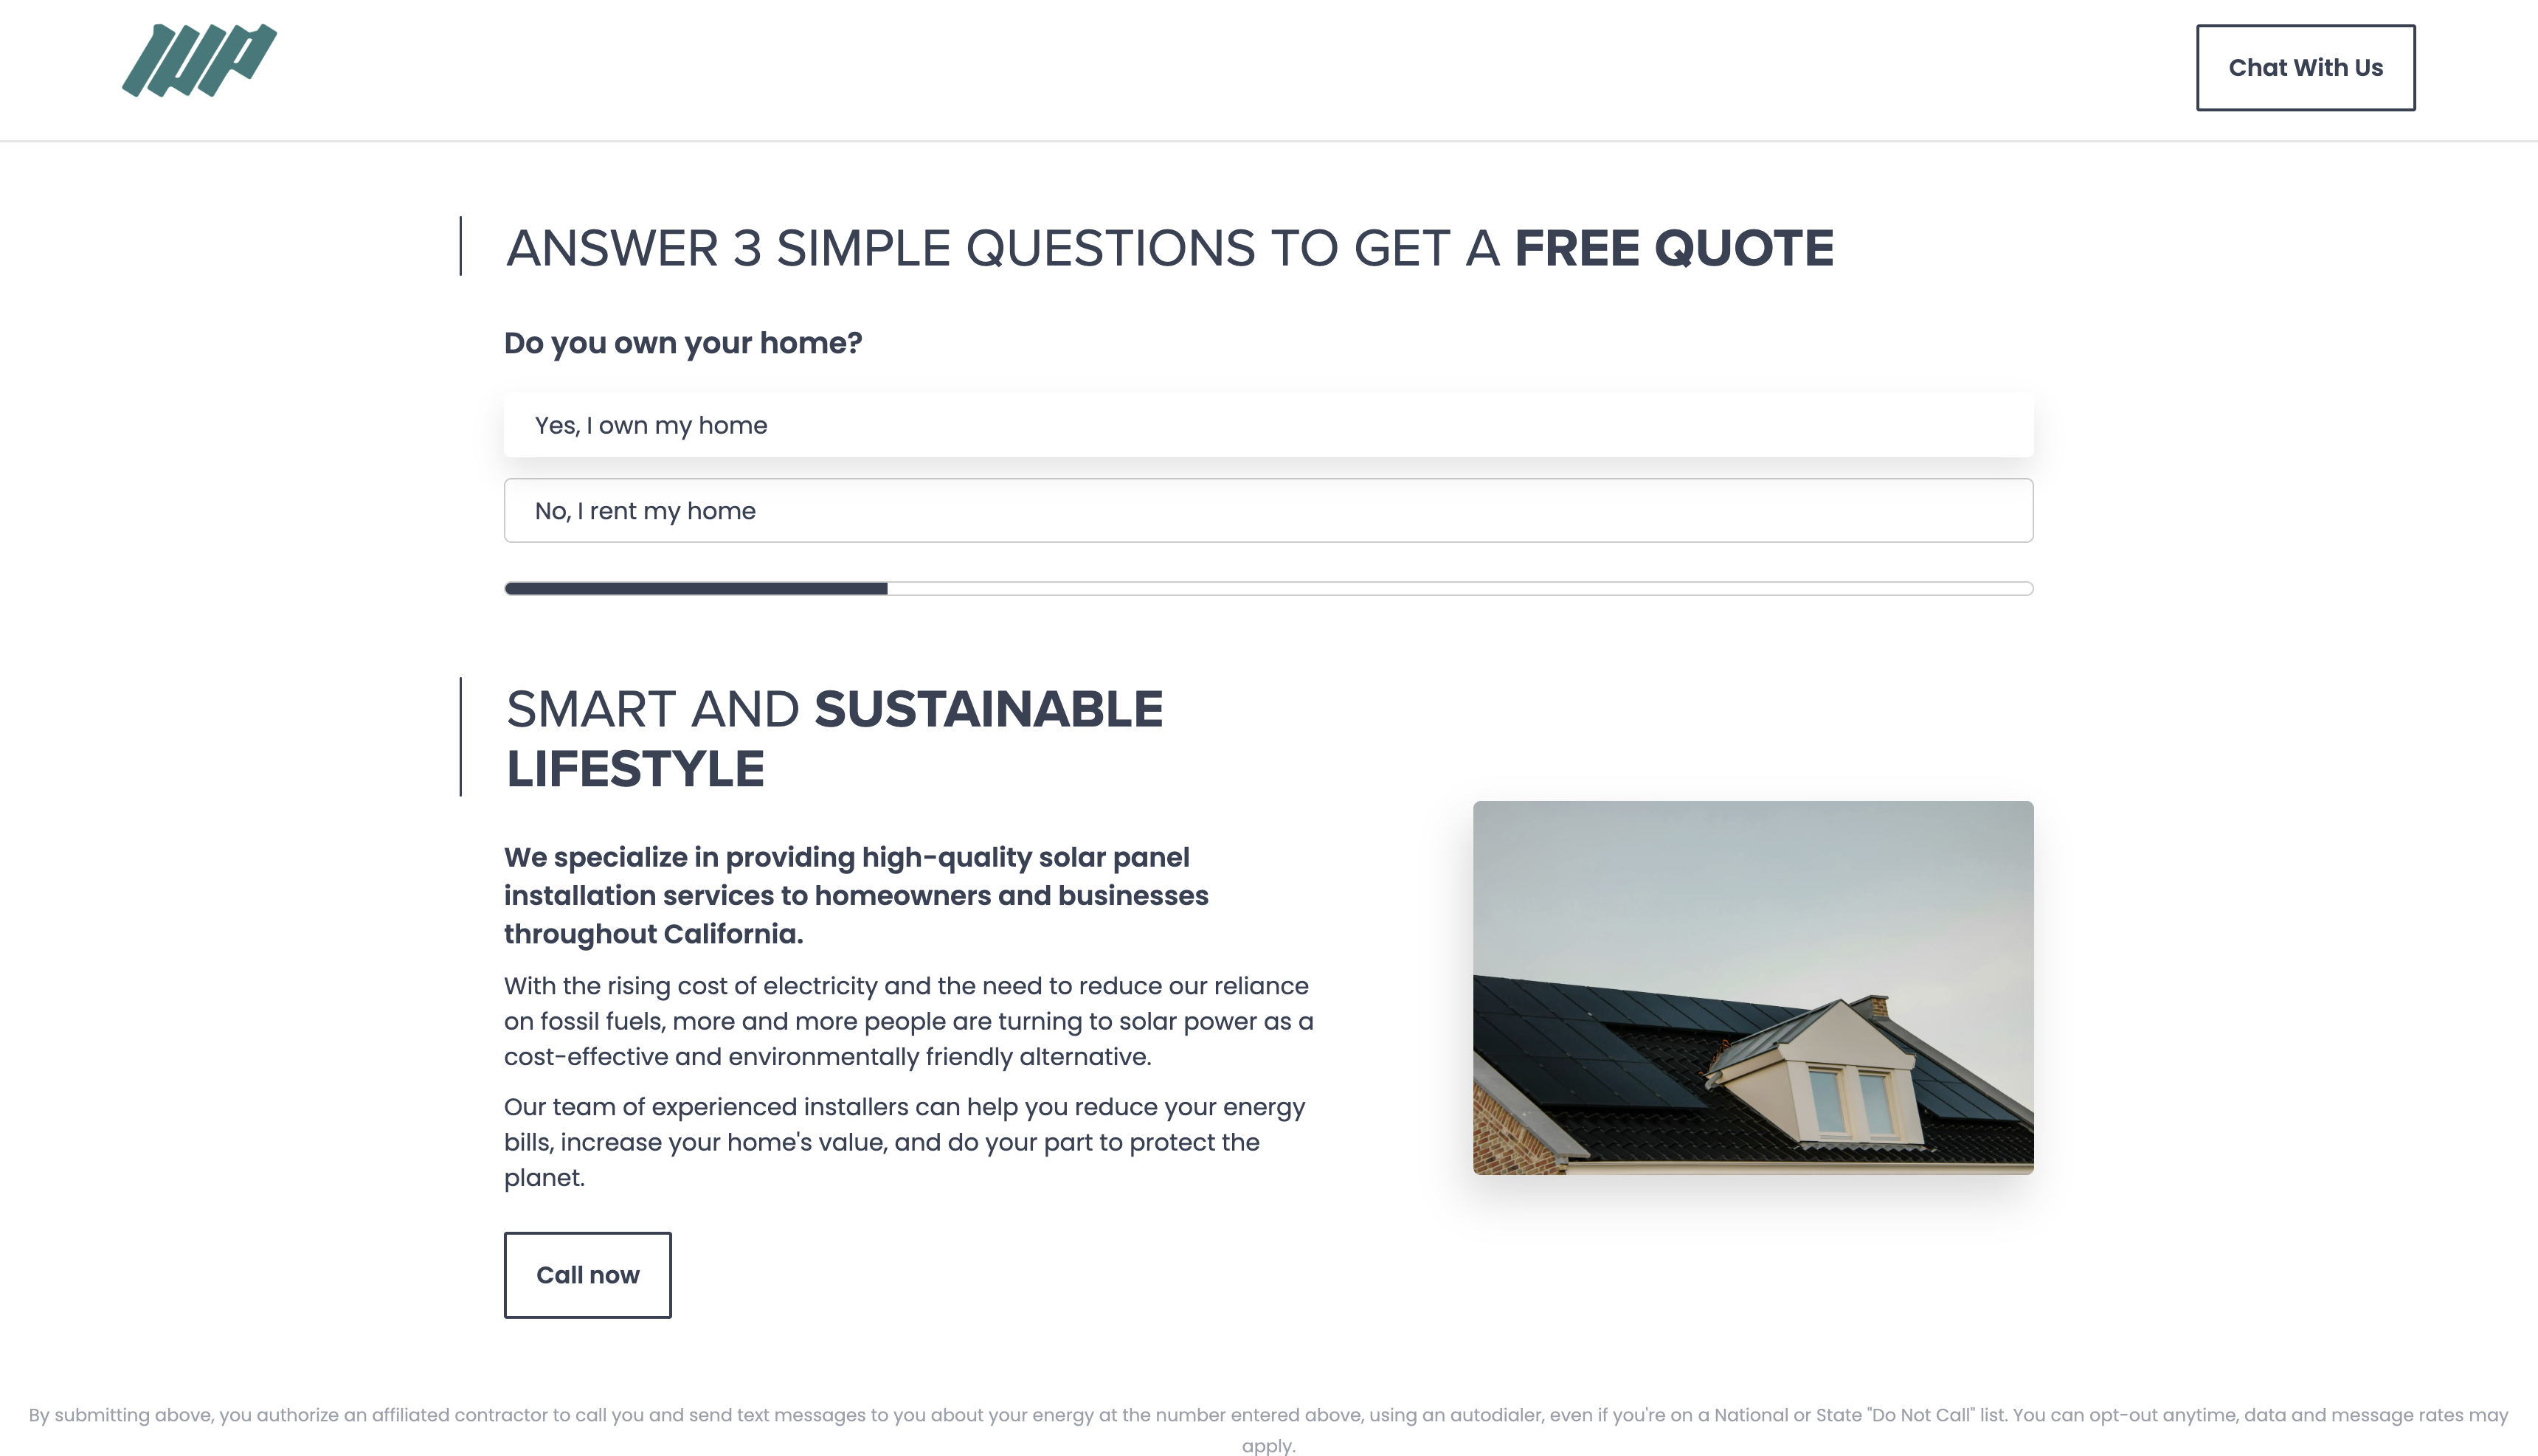 1UP
Chat With Us
ANSWER 3 SIMPLE QUESTIONS TO GET A FREE QUOTE
Do you own your home?
Yes, I own my home
No, I rent my home
SMART AND SUSTAINABLE
LIFESTYLE
We specialize in providing high-quality solar panel
installation services to homeowners and businesses
throughout California.
With the rising cost of electricity and the need to reduce our reliance
on fossil fuels, more and more people are turning to solar power as a
cost-effective and environmentally friendly alternative.
Our team of experienced installers can help you reduce your energy
bills, increase your home's value, and do your part to protect the
planet.
Call now
By submitting above, you authorize an affiliated contractor to call you and send text messages to you about your energy at the number entered above, using an autodialer, even if you're on a National or State "Do Not Call" list. You can opt-out anytime, data and message rates may
apply.